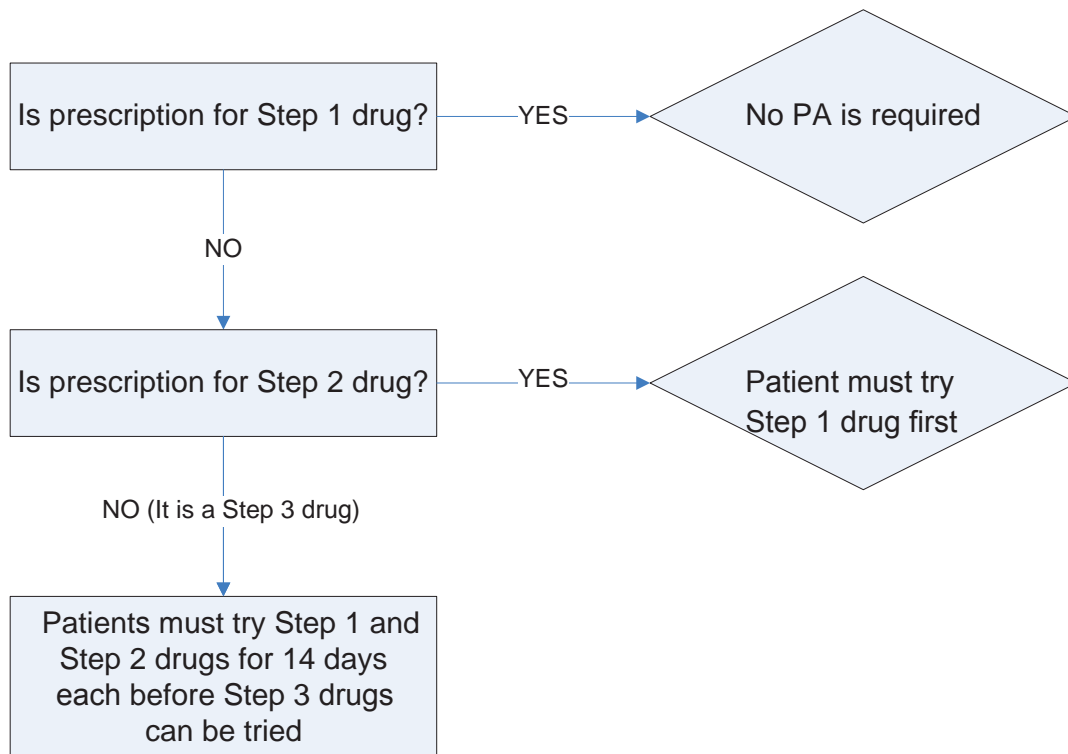 Is prescription for Step 1 drug?
YES
No PA is required
NO
Is prescription for Step 2 drug?
YES
Patient must try
Step 1 drug first
NO (It is a Step 3 drug)
Patients must try Step 1 and
Step 2 drugs for 14 days
each before Step 3 drugs
can be tried